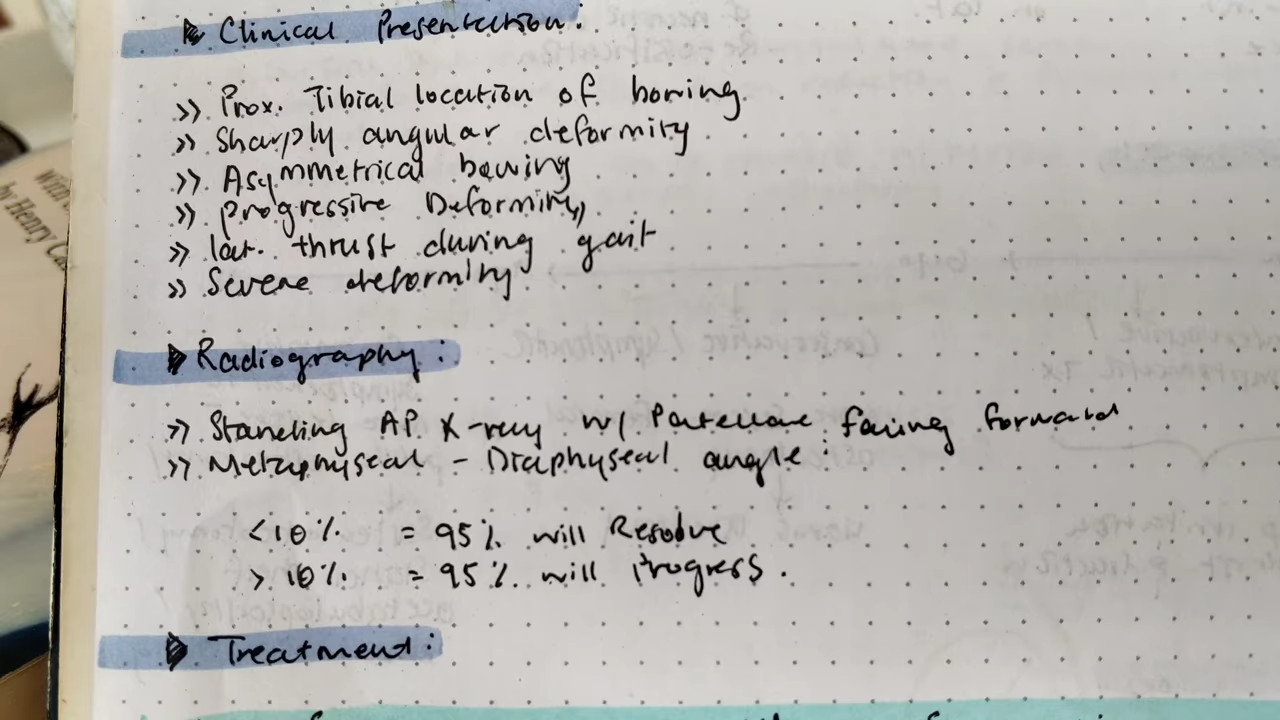 Clinical Presentation:
>> Prox. Tibial location of bowing
>> Sharply angular deformity
>> Asymmetrical bowing
>> Progressive Deformity
>> lat. thrust during gait
>> Severe deformity
Radiography:
>> Standing AP X-ray w/ Patellae facing forward
>> Metaphyseal - Diaphyseal angle:
<10% = 95% will Resolve
> 10% = 95% will Progress.
Treatment:
by Henry